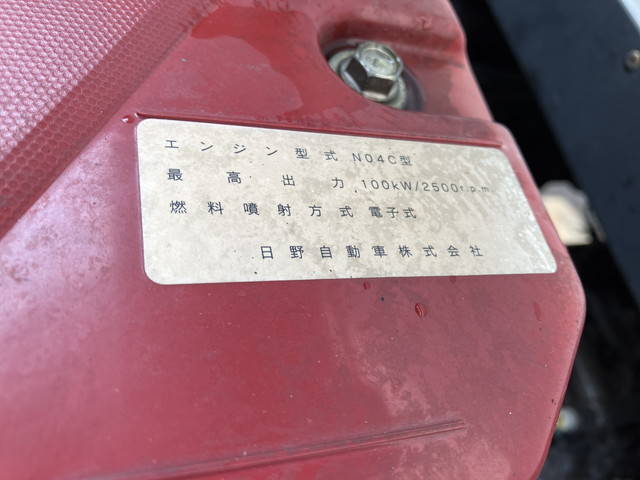 エンジン型式 N04C型
最高出力 100kW/2500r.p.m.
燃料噴射方式 電子式
日野自動車株式会社